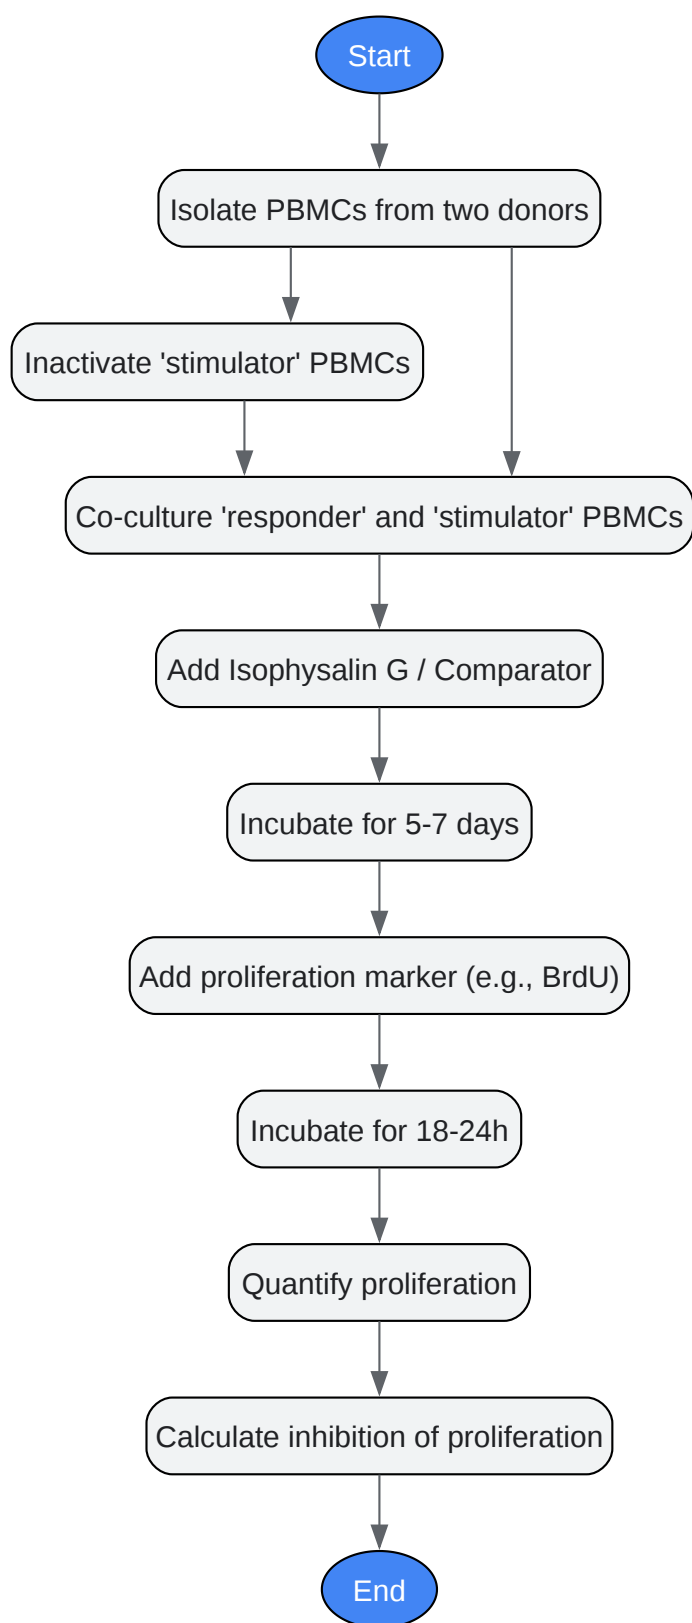 Start
Isolate PBMCs from two donors
Inactivate 'stimulator' PBMCs
Co-culture 'responder' and 'stimulator' PBMCs
Add Isophysalin G / Comparator
Incubate for 5-7 days
Add proliferation marker (e.g., BrdU)
Incubate for 18-24h
Quantify proliferation
Calculate inhibition of proliferation
End